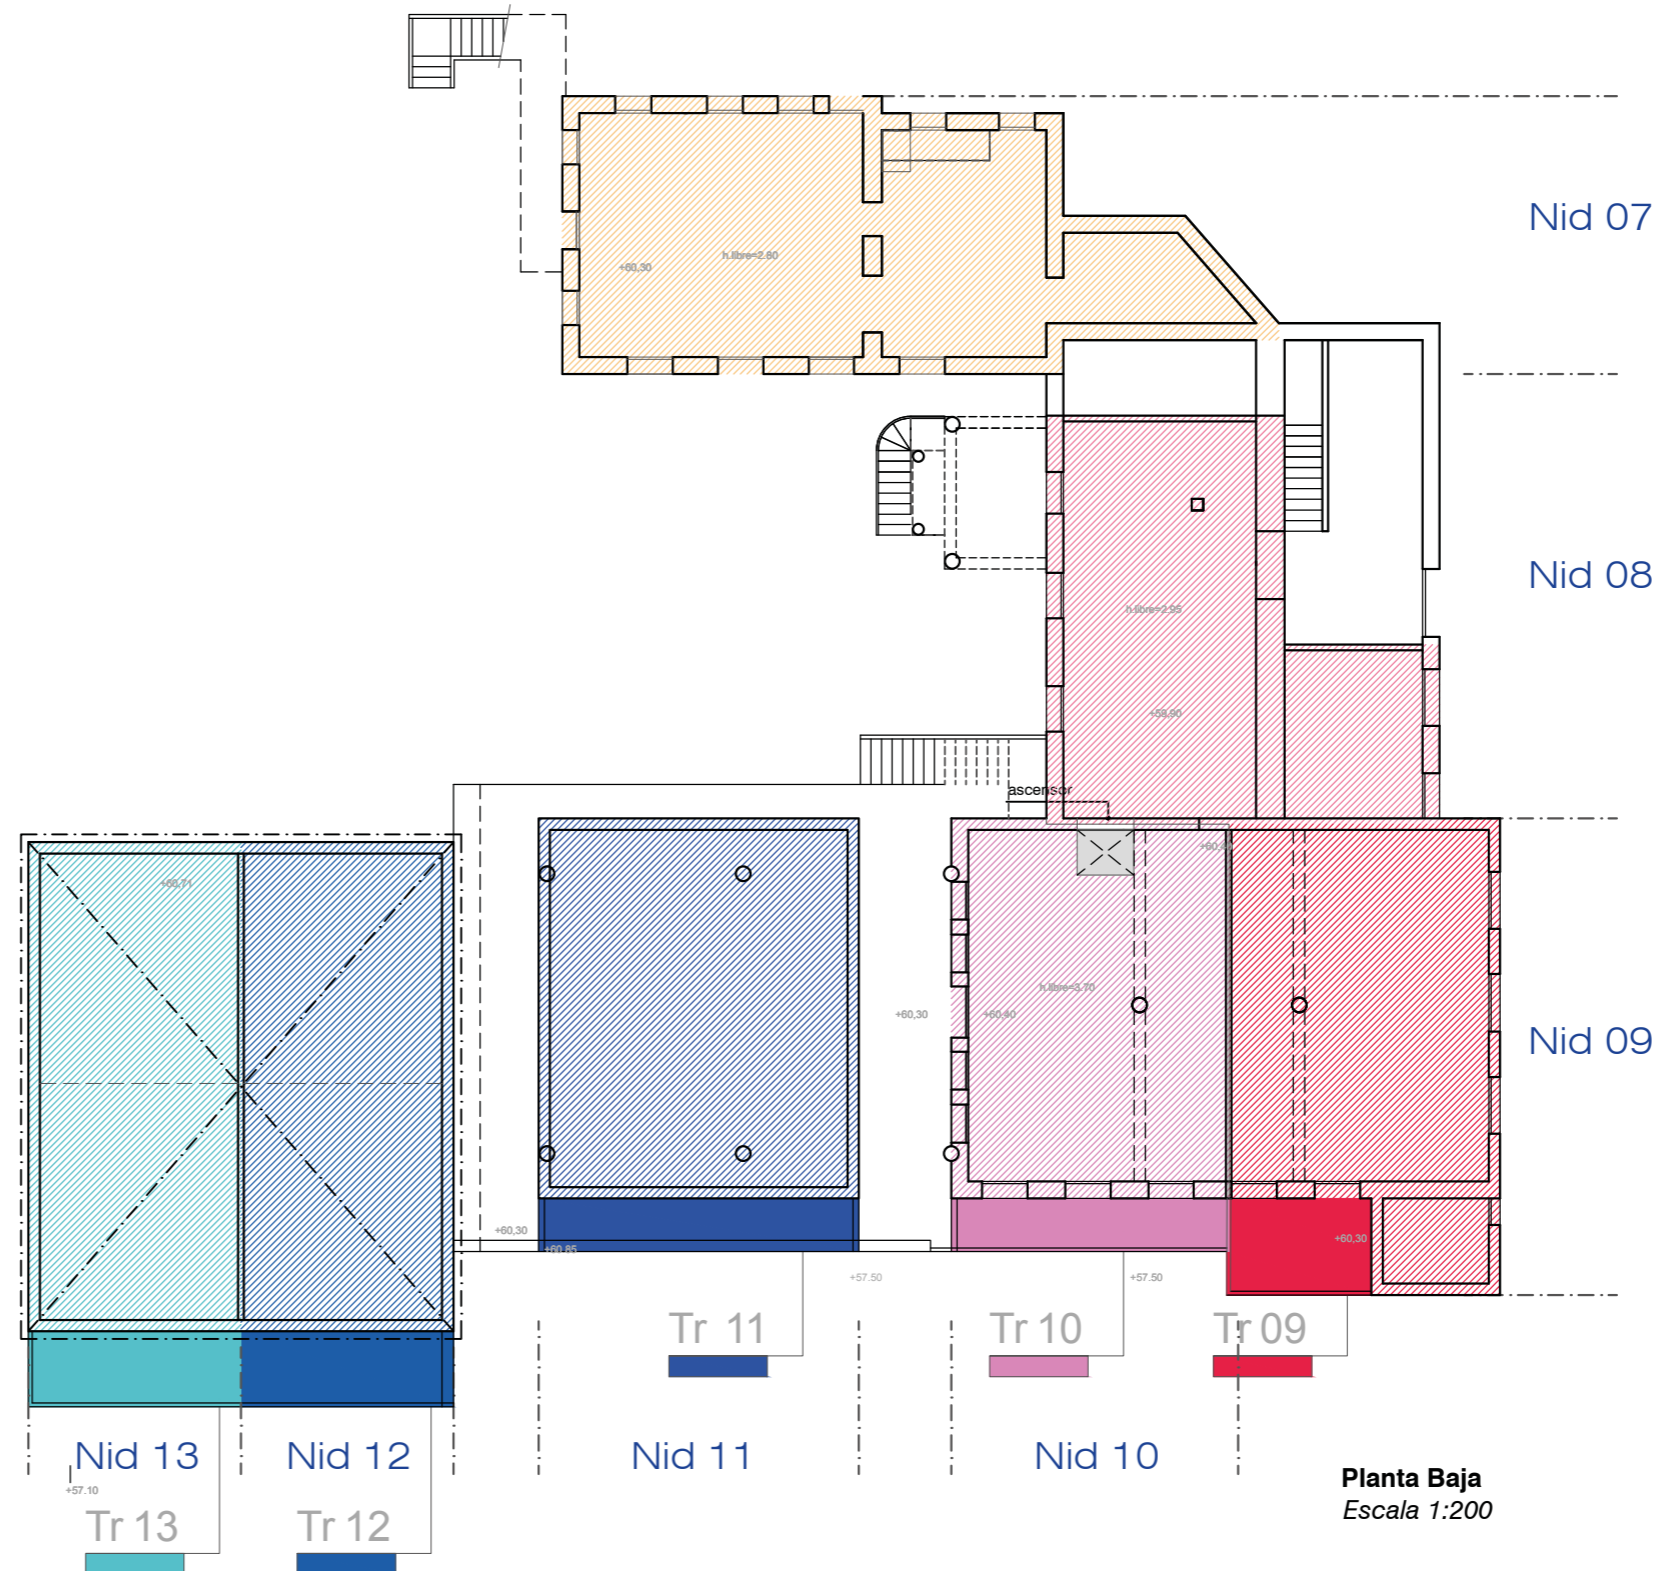 Nid 07
h.libre=2.80
+60,30
Nid 08
h.libre=2.95
+59,90
ascensor
+60,71
h.libre=3.70
+60,30
+60,40
Nid 09
+60,30
+60,30
+60,85
+57.50
+57.50
Tr 11
Tr 10
Tr 09
Nid 13
Nid 12
Nid 11
Nid 10
+57.10
Planta Baja
Escala 1:200
Tr 13
Tr 12